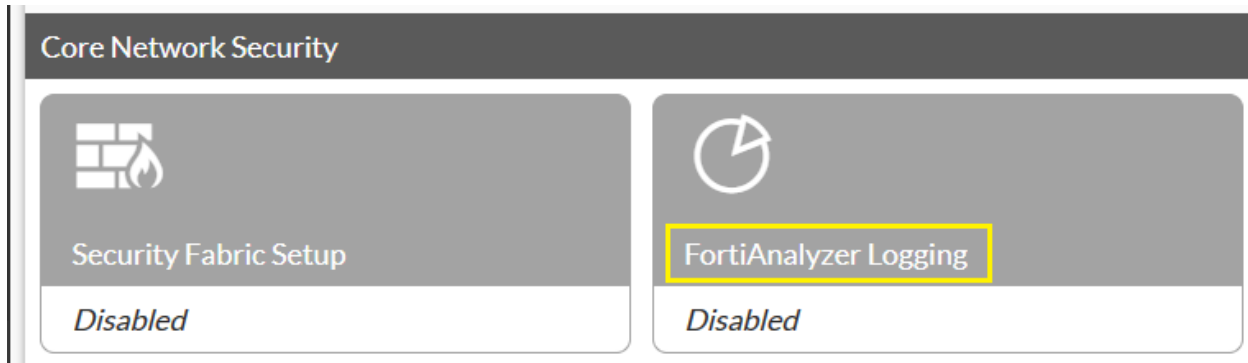 Core Network Security
Security Fabric Setup
Disabled
FortiAnalyzer Logging
Disabled